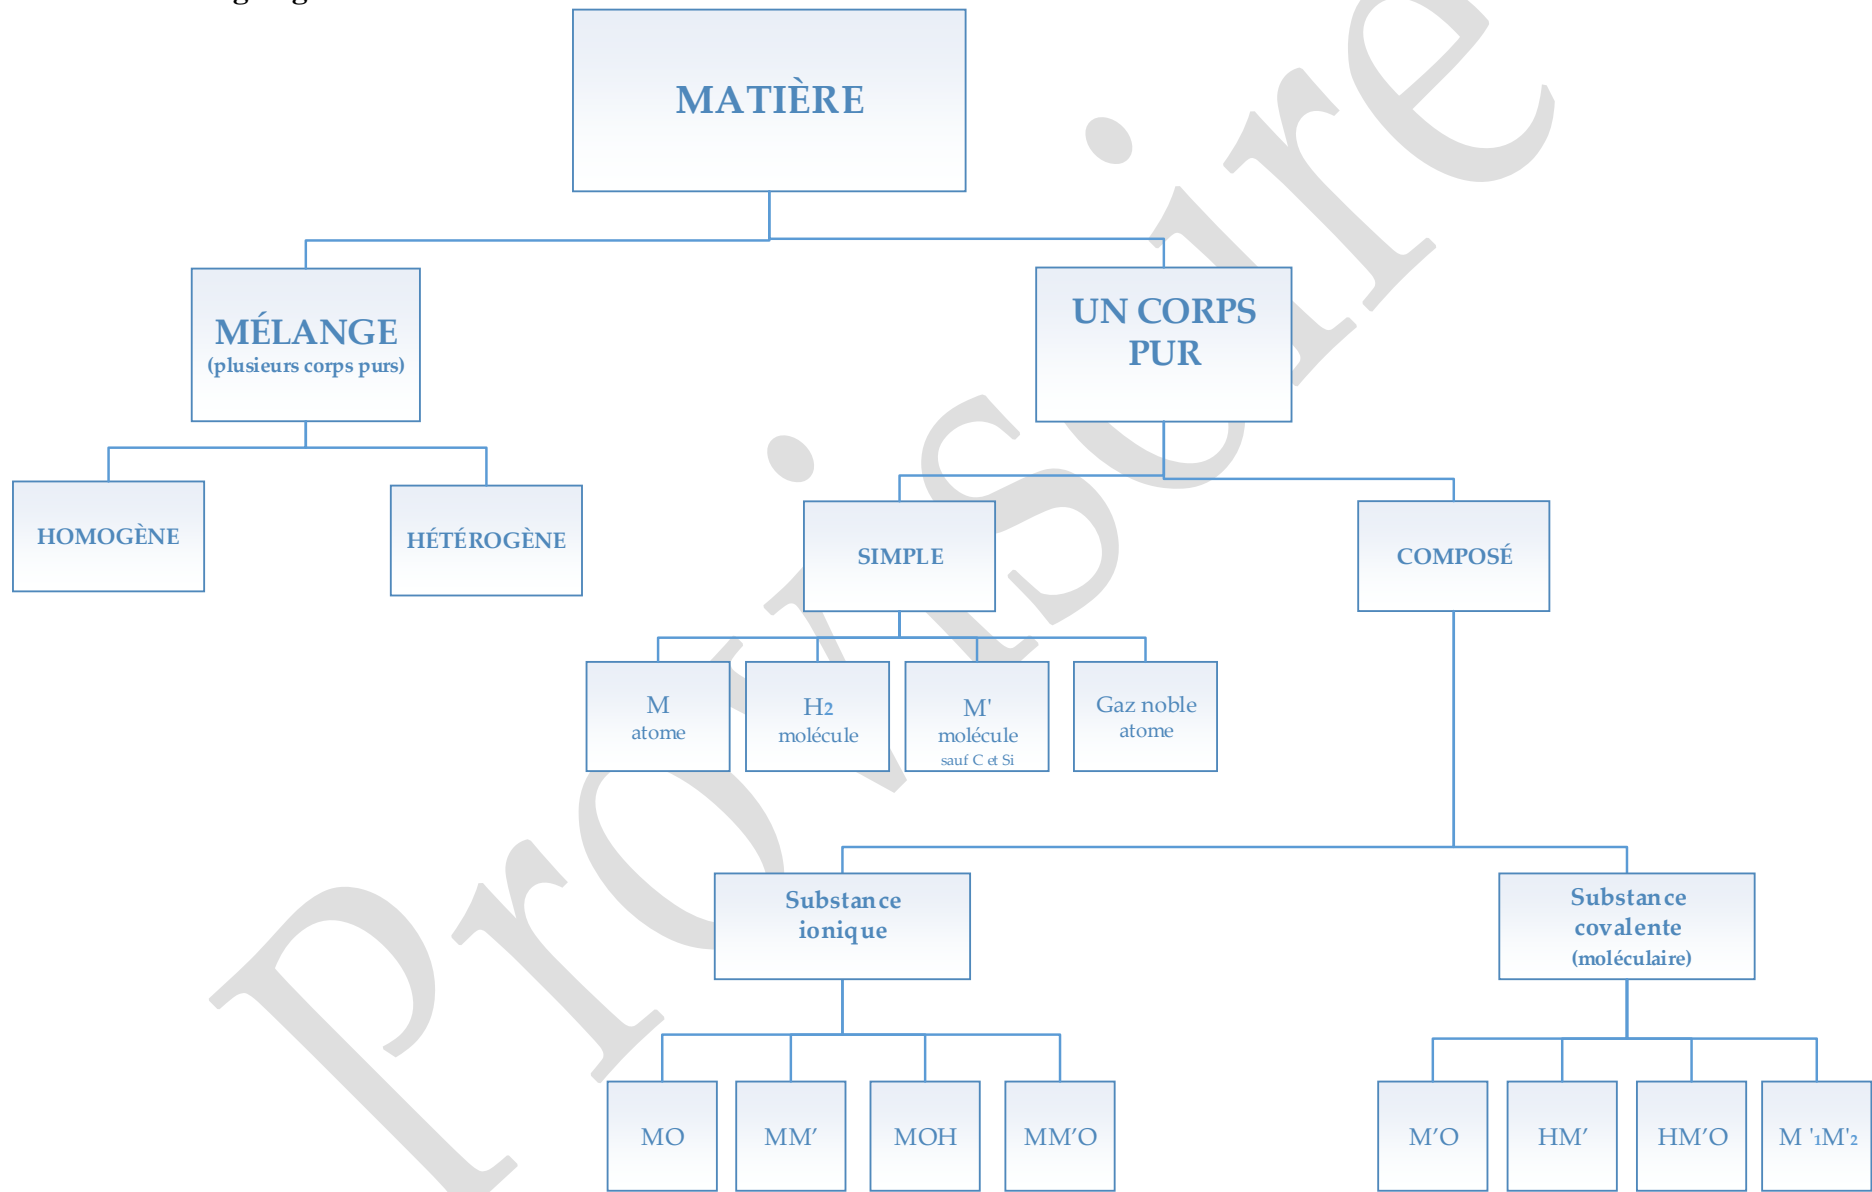 MATIÈRE
MÉLANGE
(plusieurs corps purs)
UN CORPS
PUR
HOMOGÈNE
HÉTÉROGÈNE
SIMPLE
COMPOSÉ
M
atome
H2
molécule
M'
molécule
sauf C et Si
Gaz noble
atome
Substance
ionique
Substance
covalente
(moléculaire)
MO
MM’
MOH
MM’O
M’O
HM’
HM’O
M '1M'2
Provisoire